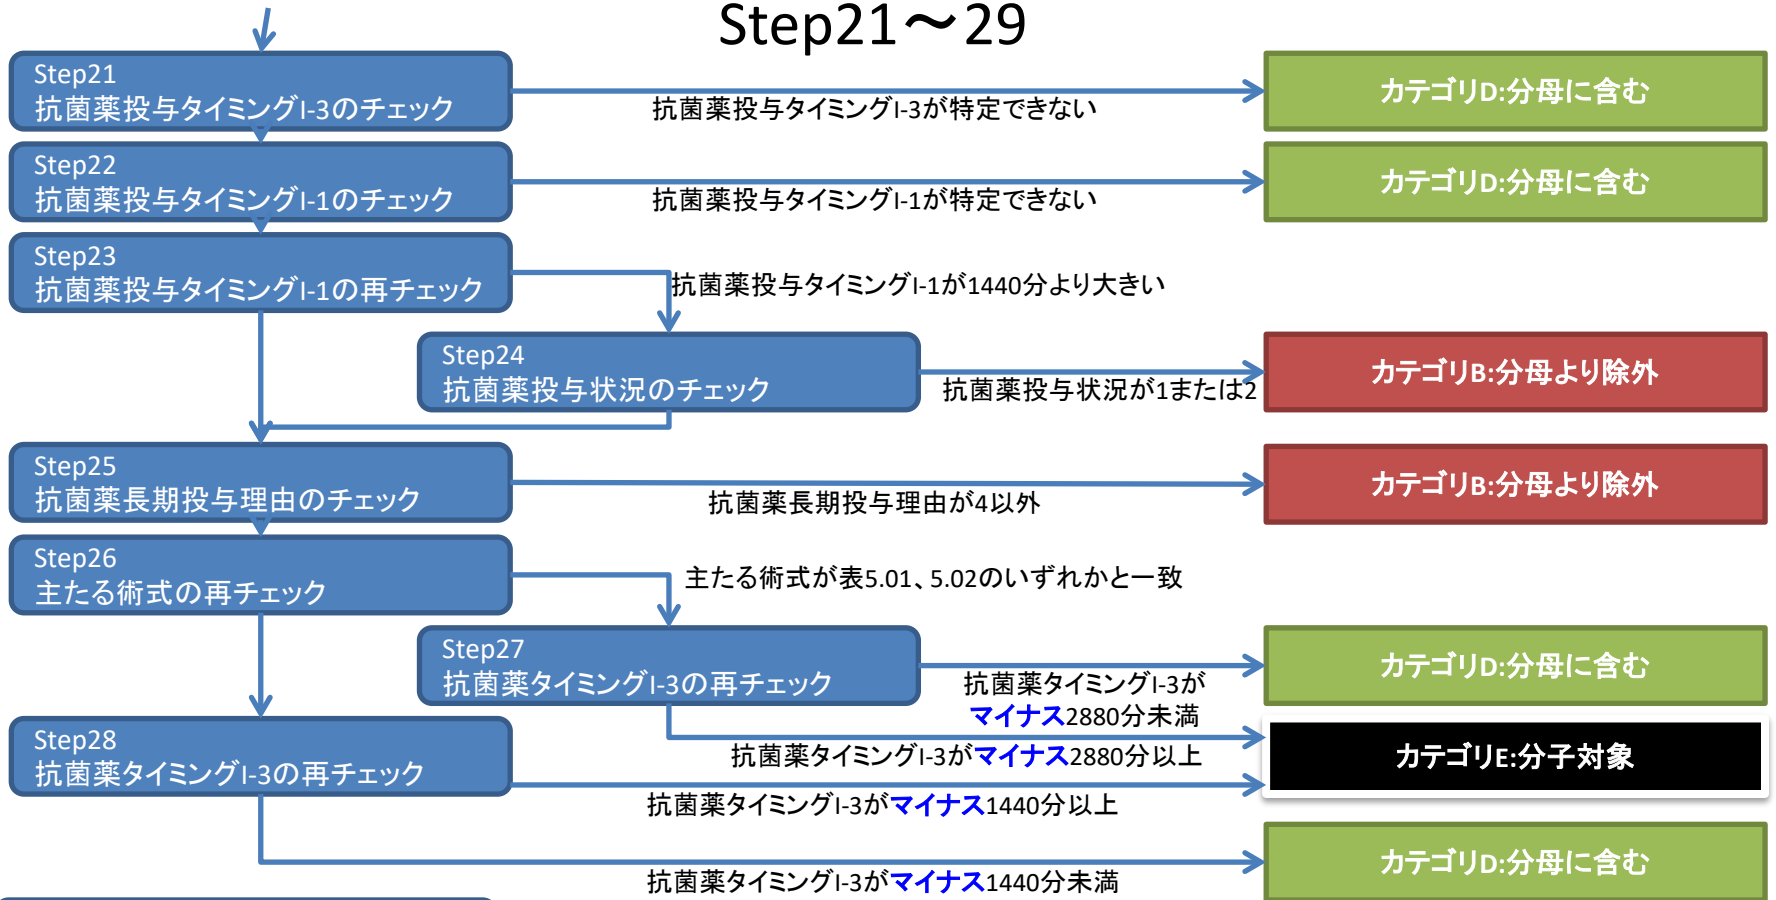 Step21～29
Step21
抗菌薬投与タイミングI-3のチェック
抗菌薬投与タイミングI-3が特定できない
カテゴリD:分母に含む
Step22
抗菌薬投与タイミングI-1のチェック
抗菌薬投与タイミングI-1が特定できない
カテゴリD:分母に含む
Step23
抗菌薬投与タイミングI-1の再チェック
抗菌薬投与タイミングI-1が1440分より大きい
Step24
抗菌薬投与状況のチェック
抗菌薬投与状況が1または2
カテゴリB:分母より除外
Step25
抗菌薬長期投与理由のチェック
抗菌薬長期投与理由が4以外
カテゴリB:分母より除外
Step26
主たる術式の再チェック
主たる術式が表5.01、5.02のいずれかと一致
Step27
抗菌薬タイミングI-3の再チェック
抗菌薬タイミングI-3が
マイナス2880分未満
カテゴリD:分母に含む
抗菌薬タイミングI-3がマイナス2880分以上
カテゴリE:分子対象
Step28
抗菌薬タイミングI-3の再チェック
抗菌薬タイミングI-3がマイナス1440分以上
抗菌薬タイミングI-3がマイナス1440分未満
カテゴリD:分母に含む